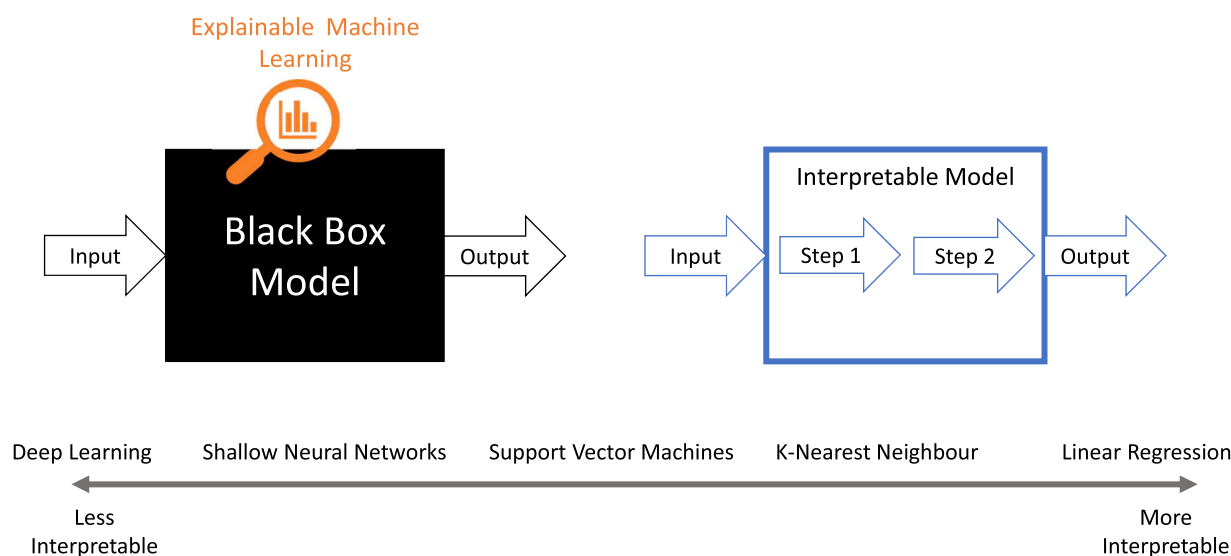 Explainable Machine
Learning
Black Box
Model
Input
Output
Interpretable Model
Input
Step 1
Step 2
Output
Deep Learning
Shallow Neural Networks
Support Vector Machines
K-Nearest Neighbour
Linear Regression
Less
Interpretable
More
Interpretable